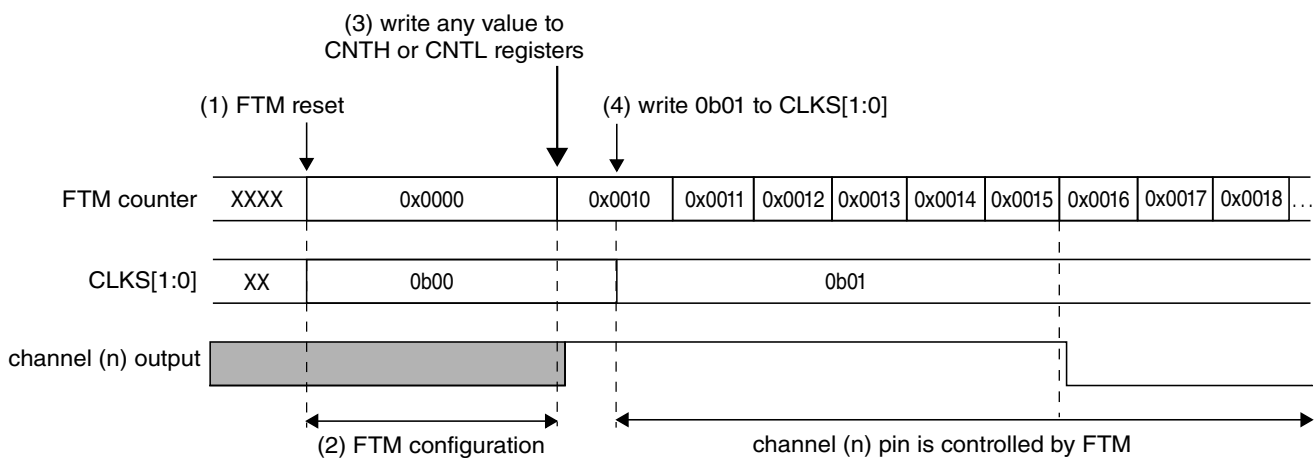 (3) write any value to
CNTH or CNTL registers
(1) FTM reset
(4) write 0b01 to CLKS[1:0]
FTM counter XXXX 0x0000 0x0010 0x0011 0x0012 0x0013 0x0014 0x0015 0x0016 0x0017 0x0018 ...
CLKS[1:0] XX 0b00 0b01
channel (n) output
(2) FTM configuration channel (n) pin is controlled by FTM